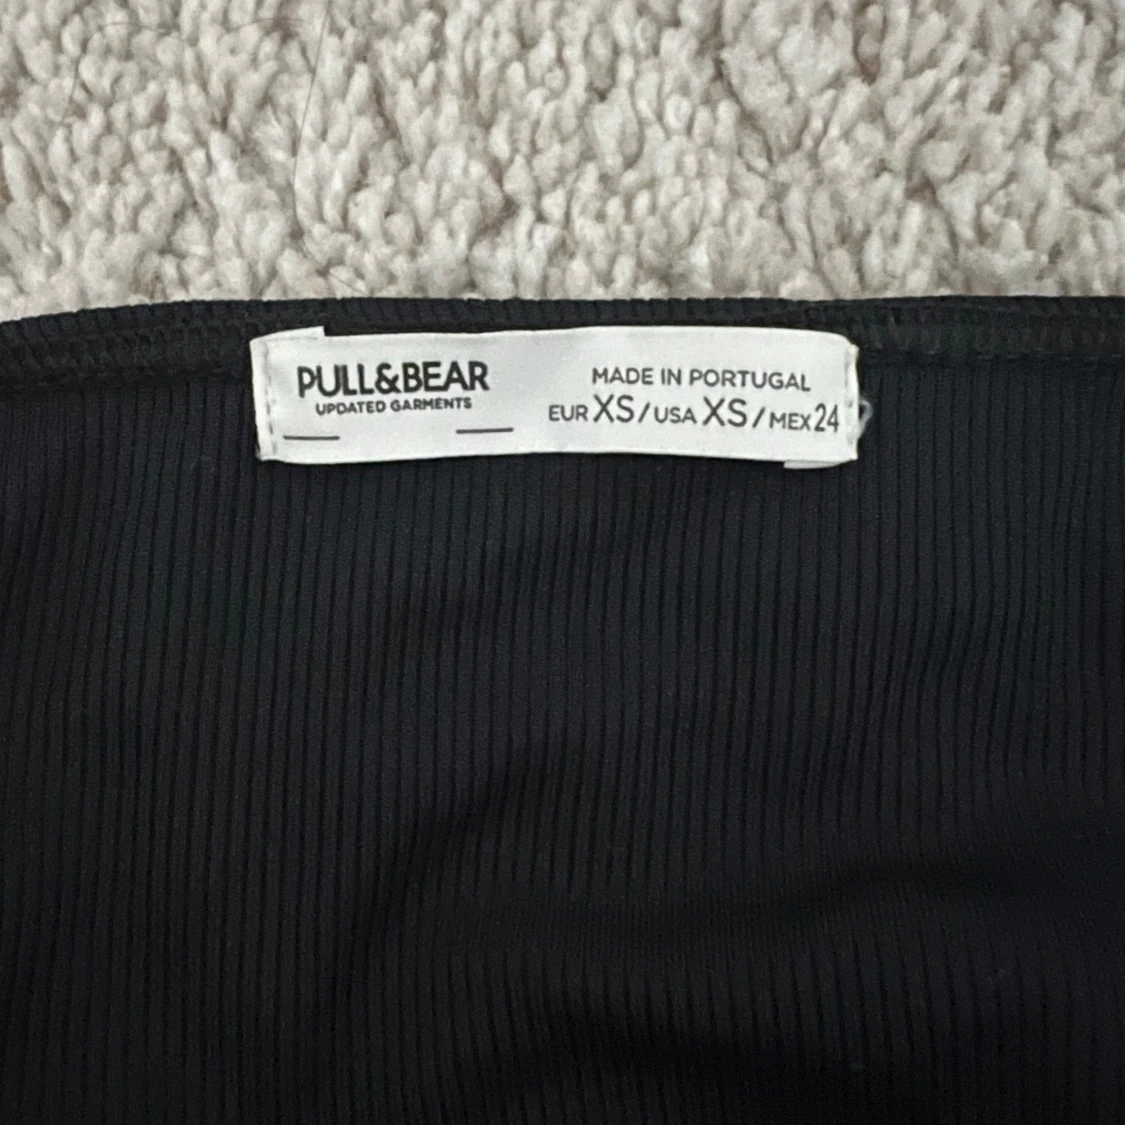 PULL&BEAR
UPDATED GARMENTS
MADE IN PORTUGAL
EUR XS/USA XS/MEX 24